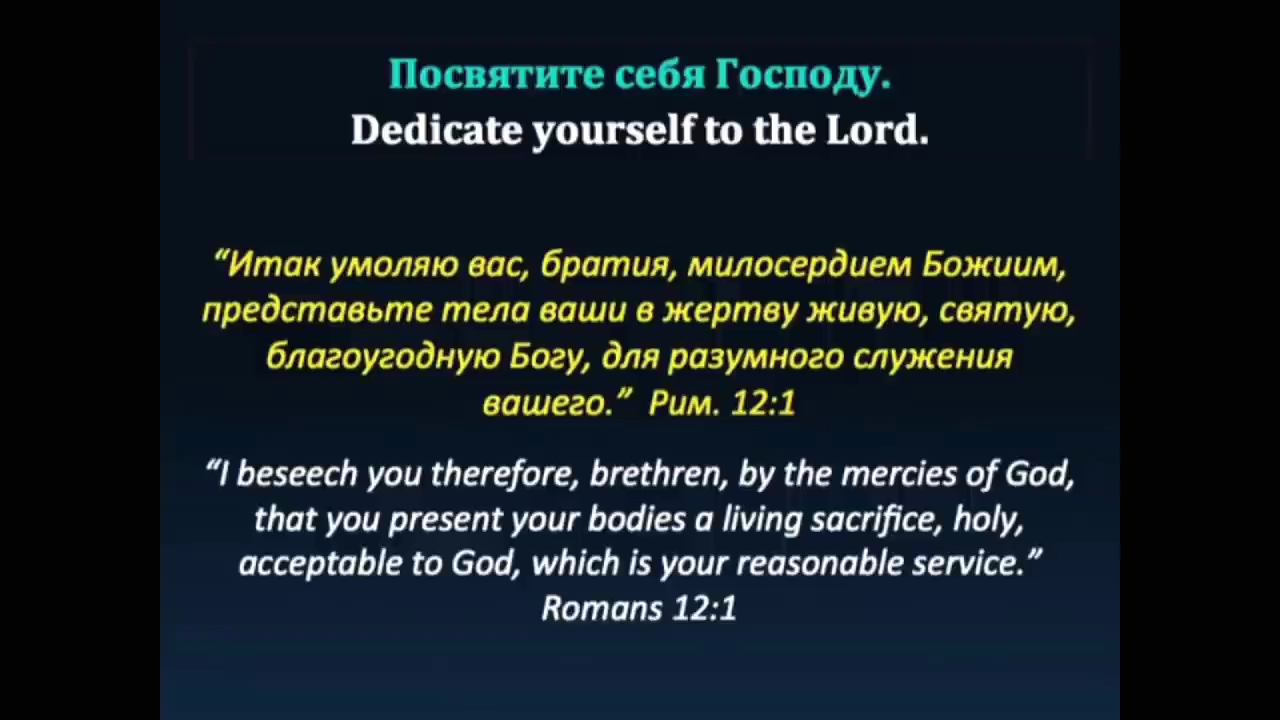 Посвятите себя Господу.
Dedicate yourself to the Lord.
“Итак умоляю вас, братия, милосердием Божиим,
представьте тела ваши в жертву живую, святую,
благоугодную Богу, для разумного служения
вашего.” Рим. 12:1
“I beseech you therefore, brethren, by the mercies of God,
that you present your bodies a living sacrifice, holy,
acceptable to God, which is your reasonable service.”
Romans 12:1